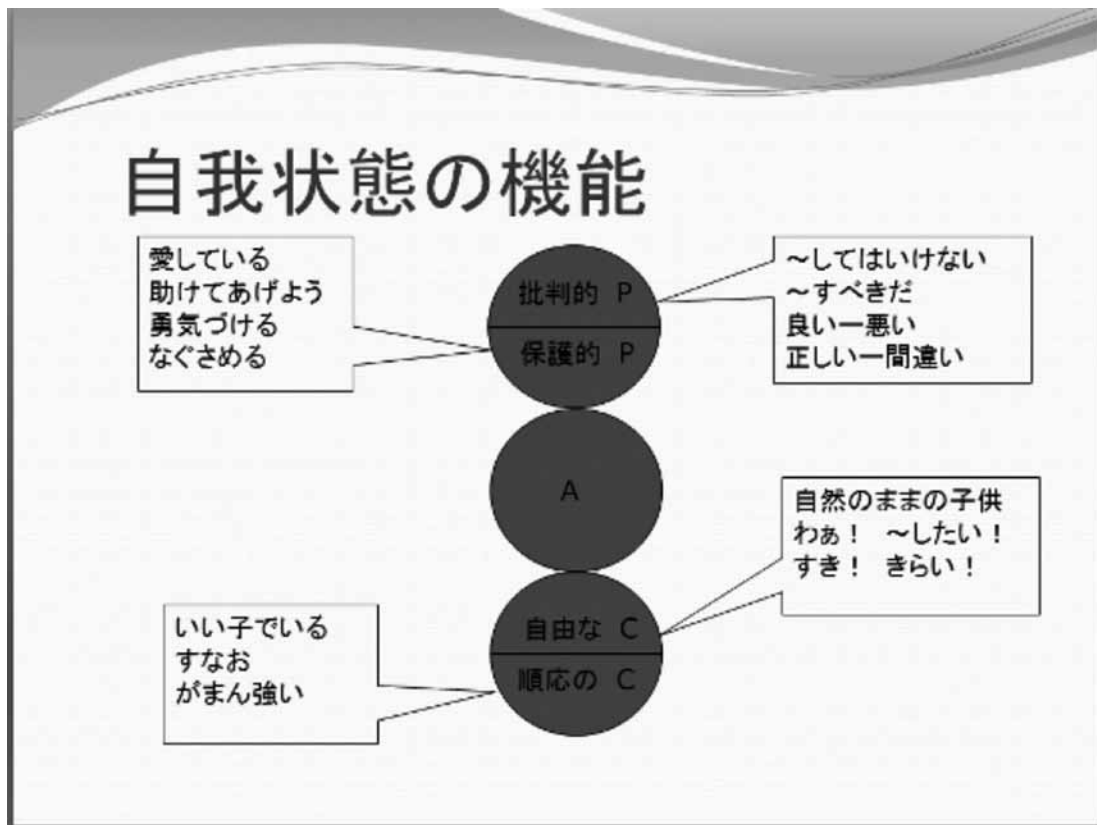 自我状態の機能
愛している
助けてあげよう
勇気づける
なぐさめる
批判的 P
保護的 P
～してはいけない
～すべきだ
良いー悪い
正しいー間違い
A
自然のままの子供
わぁ！ ～したい！
すき！ きらい！
自由な C
順応の C
いい子でいる
すなお
がまん強い